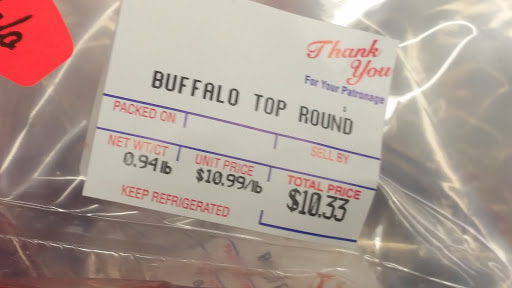 Thank
You
For Your Patronage
BUFFALO TOP ROUND
PACKED ON
SELL BY
NET WT/CT
UNIT PRICE
TOTAL PRICE
0.94 lb
$10.99/lb
$10.33
KEEP REFRIGERATED